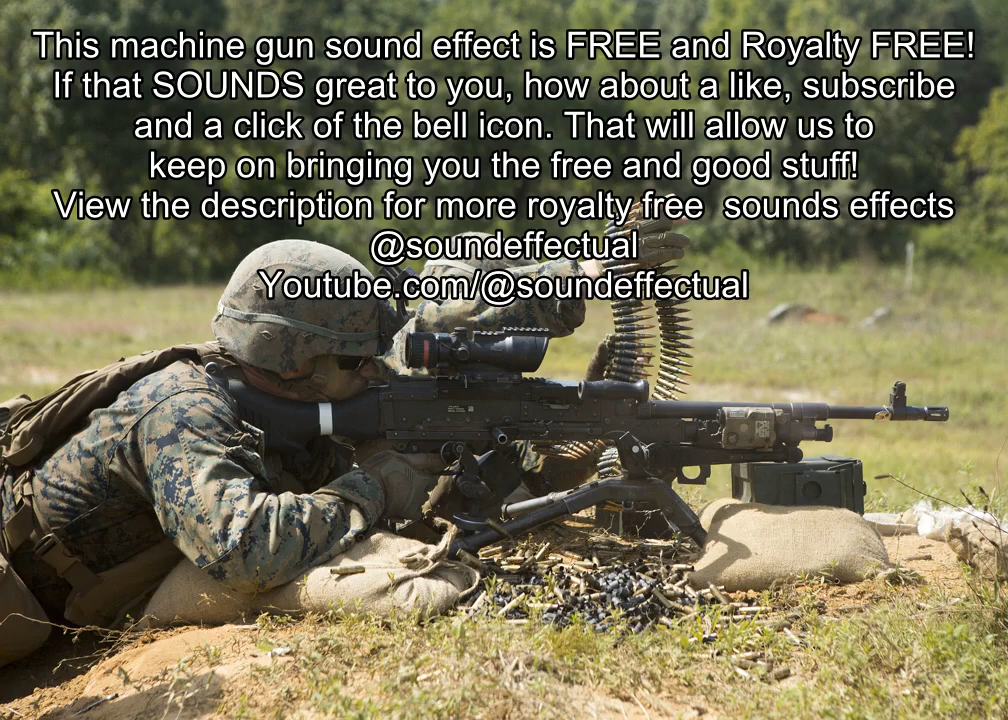 This machine gun sound effect is FREE and Royalty FREE!
If that SOUNDS great to you, how about a like, subscribe
and a click of the bell icon. That will allow us to
keep on bringing you the free and good stuff!
View the description for more royalty free  sounds effects
@soundeffectual
Youtube.com/@soundeffectual